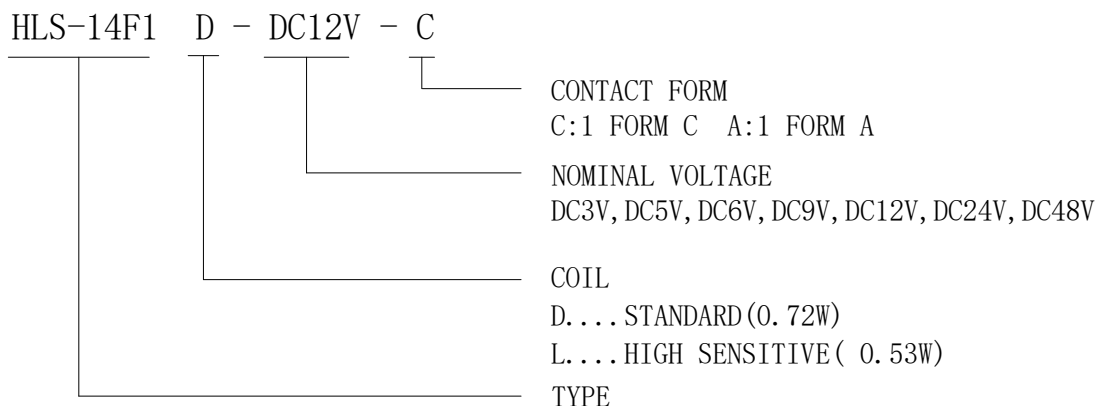 HLS-14F1 D - DC12V - C
CONTACT FORM
C:1 FORM C A:1 FORM A
NOMINAL VOLTAGE
DC3V,DC5V,DC6V,DC9V,DC12V,DC24V,DC48V
COIL
D....STANDARD(0.72W)
L....HIGH SENSITIVE( 0.53W)
TYPE